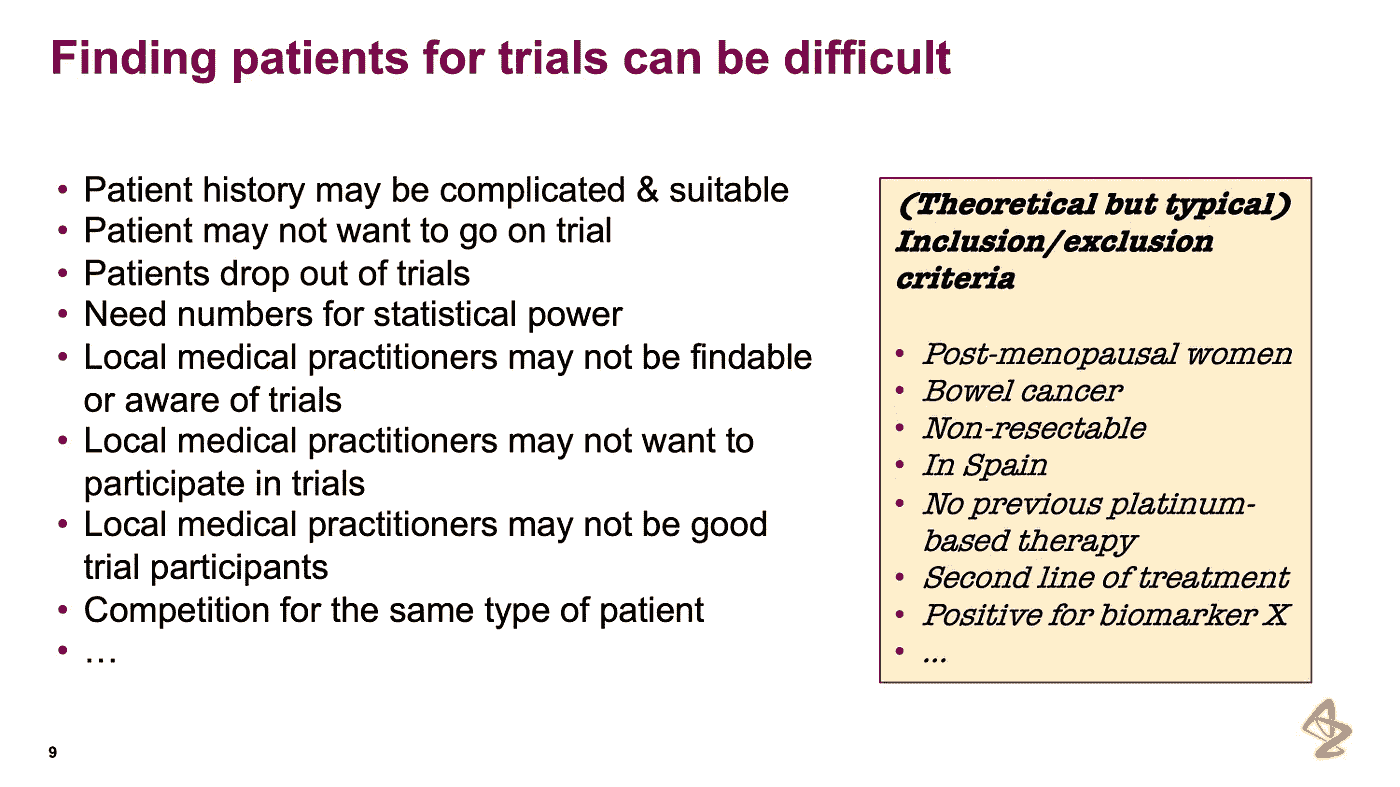 Finding patients for trials can be difficult
• Patient history may be complicated & suitable
• Patient may not want to go on trial
• Patients drop out of trials
• Need numbers for statistical power
• Local medical practitioners may not be findable
or aware of trials
• Local medical practitioners may not want to
participate in trials
• Local medical practitioners may not be good
trial participants
• Competition for the same type of patient
• …
(Theoretical but typical)
Inclusion/exclusion
criteria
• Post-menopausal women
• Bowel cancer
• Non-resectable
• In Spain
• No previous platinum-
based therapy
• Second line of treatment
• Positive for biomarker X
• ...
9